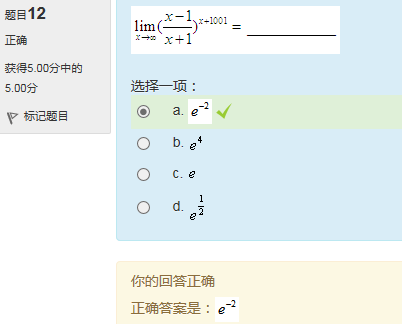 题目12
正确
获得5.00分中的
5.00分
标记题目
lim x→∞ (x−1/x+1)^x+1001 = ________
选择一项：
a. e^−2
b. e^4
c. e
d. e^1/2
你的回答正确
正确答案是：e^−2